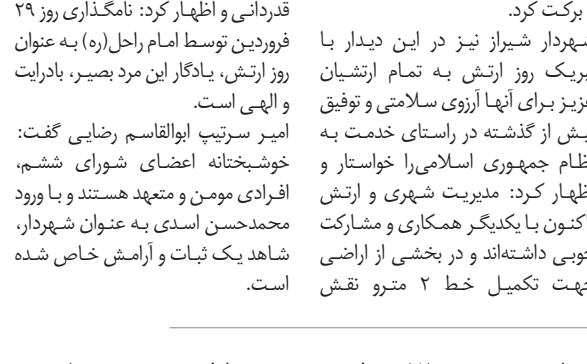 برکت کرد.
شهردار شیراز نیز در این دیدار با
تبریک روز ارتش به تمام ارتشیان
عزیز برای آنها آرزوی سلامتی و توفیق
بیش از گذشته در راستای خدمت به
نظام جمهوری اسلامی‌را خواستار و
اظهار کرد: مدیریت شهری و ارتش
تاکنون با یکدیگر همکاری و مشارکت
خوبی داشته‌اند و در بخشی از اراضی
جهت تکمیل خط ۲ مترو نقش
قدردانی و اظهار کرد: نامگذاری روز ۲۹
فروردین توسط امام راحل(ره) به عنوان
روز ارتش، یادگار این مرد بصیر، بادرایت
و الهی است.
امیر سرتیپ ابوالقاسم رضایی گفت:
خوشبختانه اعضای شورای ششم،
افرادی مومن و متعهد هستند و با ورود
محمدحسن اسدی به عنوان شهردار،
شاهد یک ثبات و آرامش خاص شده
است.